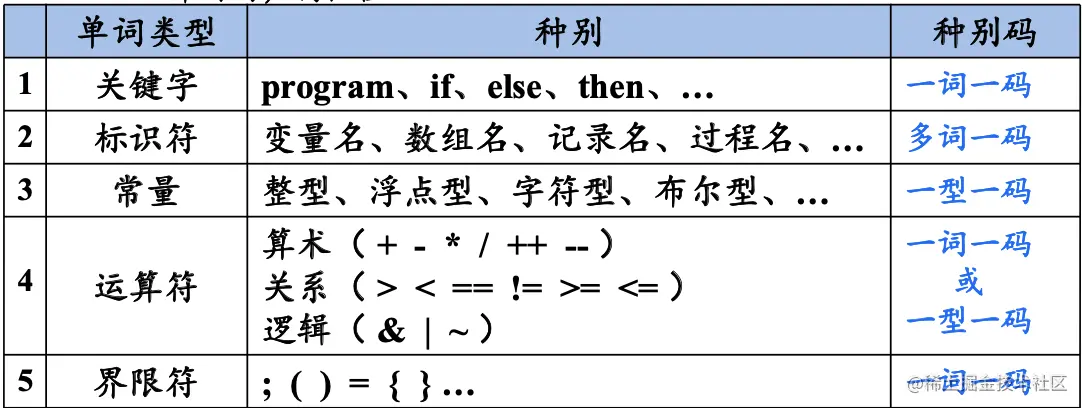 单词类型 种别 种别码
1 关键字 program、if、else、then、… 一词一码
2 标识符 变量名、数组名、记录名、过程名、… 多词一码
3 常量 整型、浮点型、字符型、布尔型、… 一型一码
4 运算符 算术（ + - * / ++ -- ） 一词一码
关系（ > < == != >= <= ） 或
逻辑（ & | ~ ） 一型一码
5 界限符 ; ( ) = { } … 一词一码
@稀土掘金技术社区